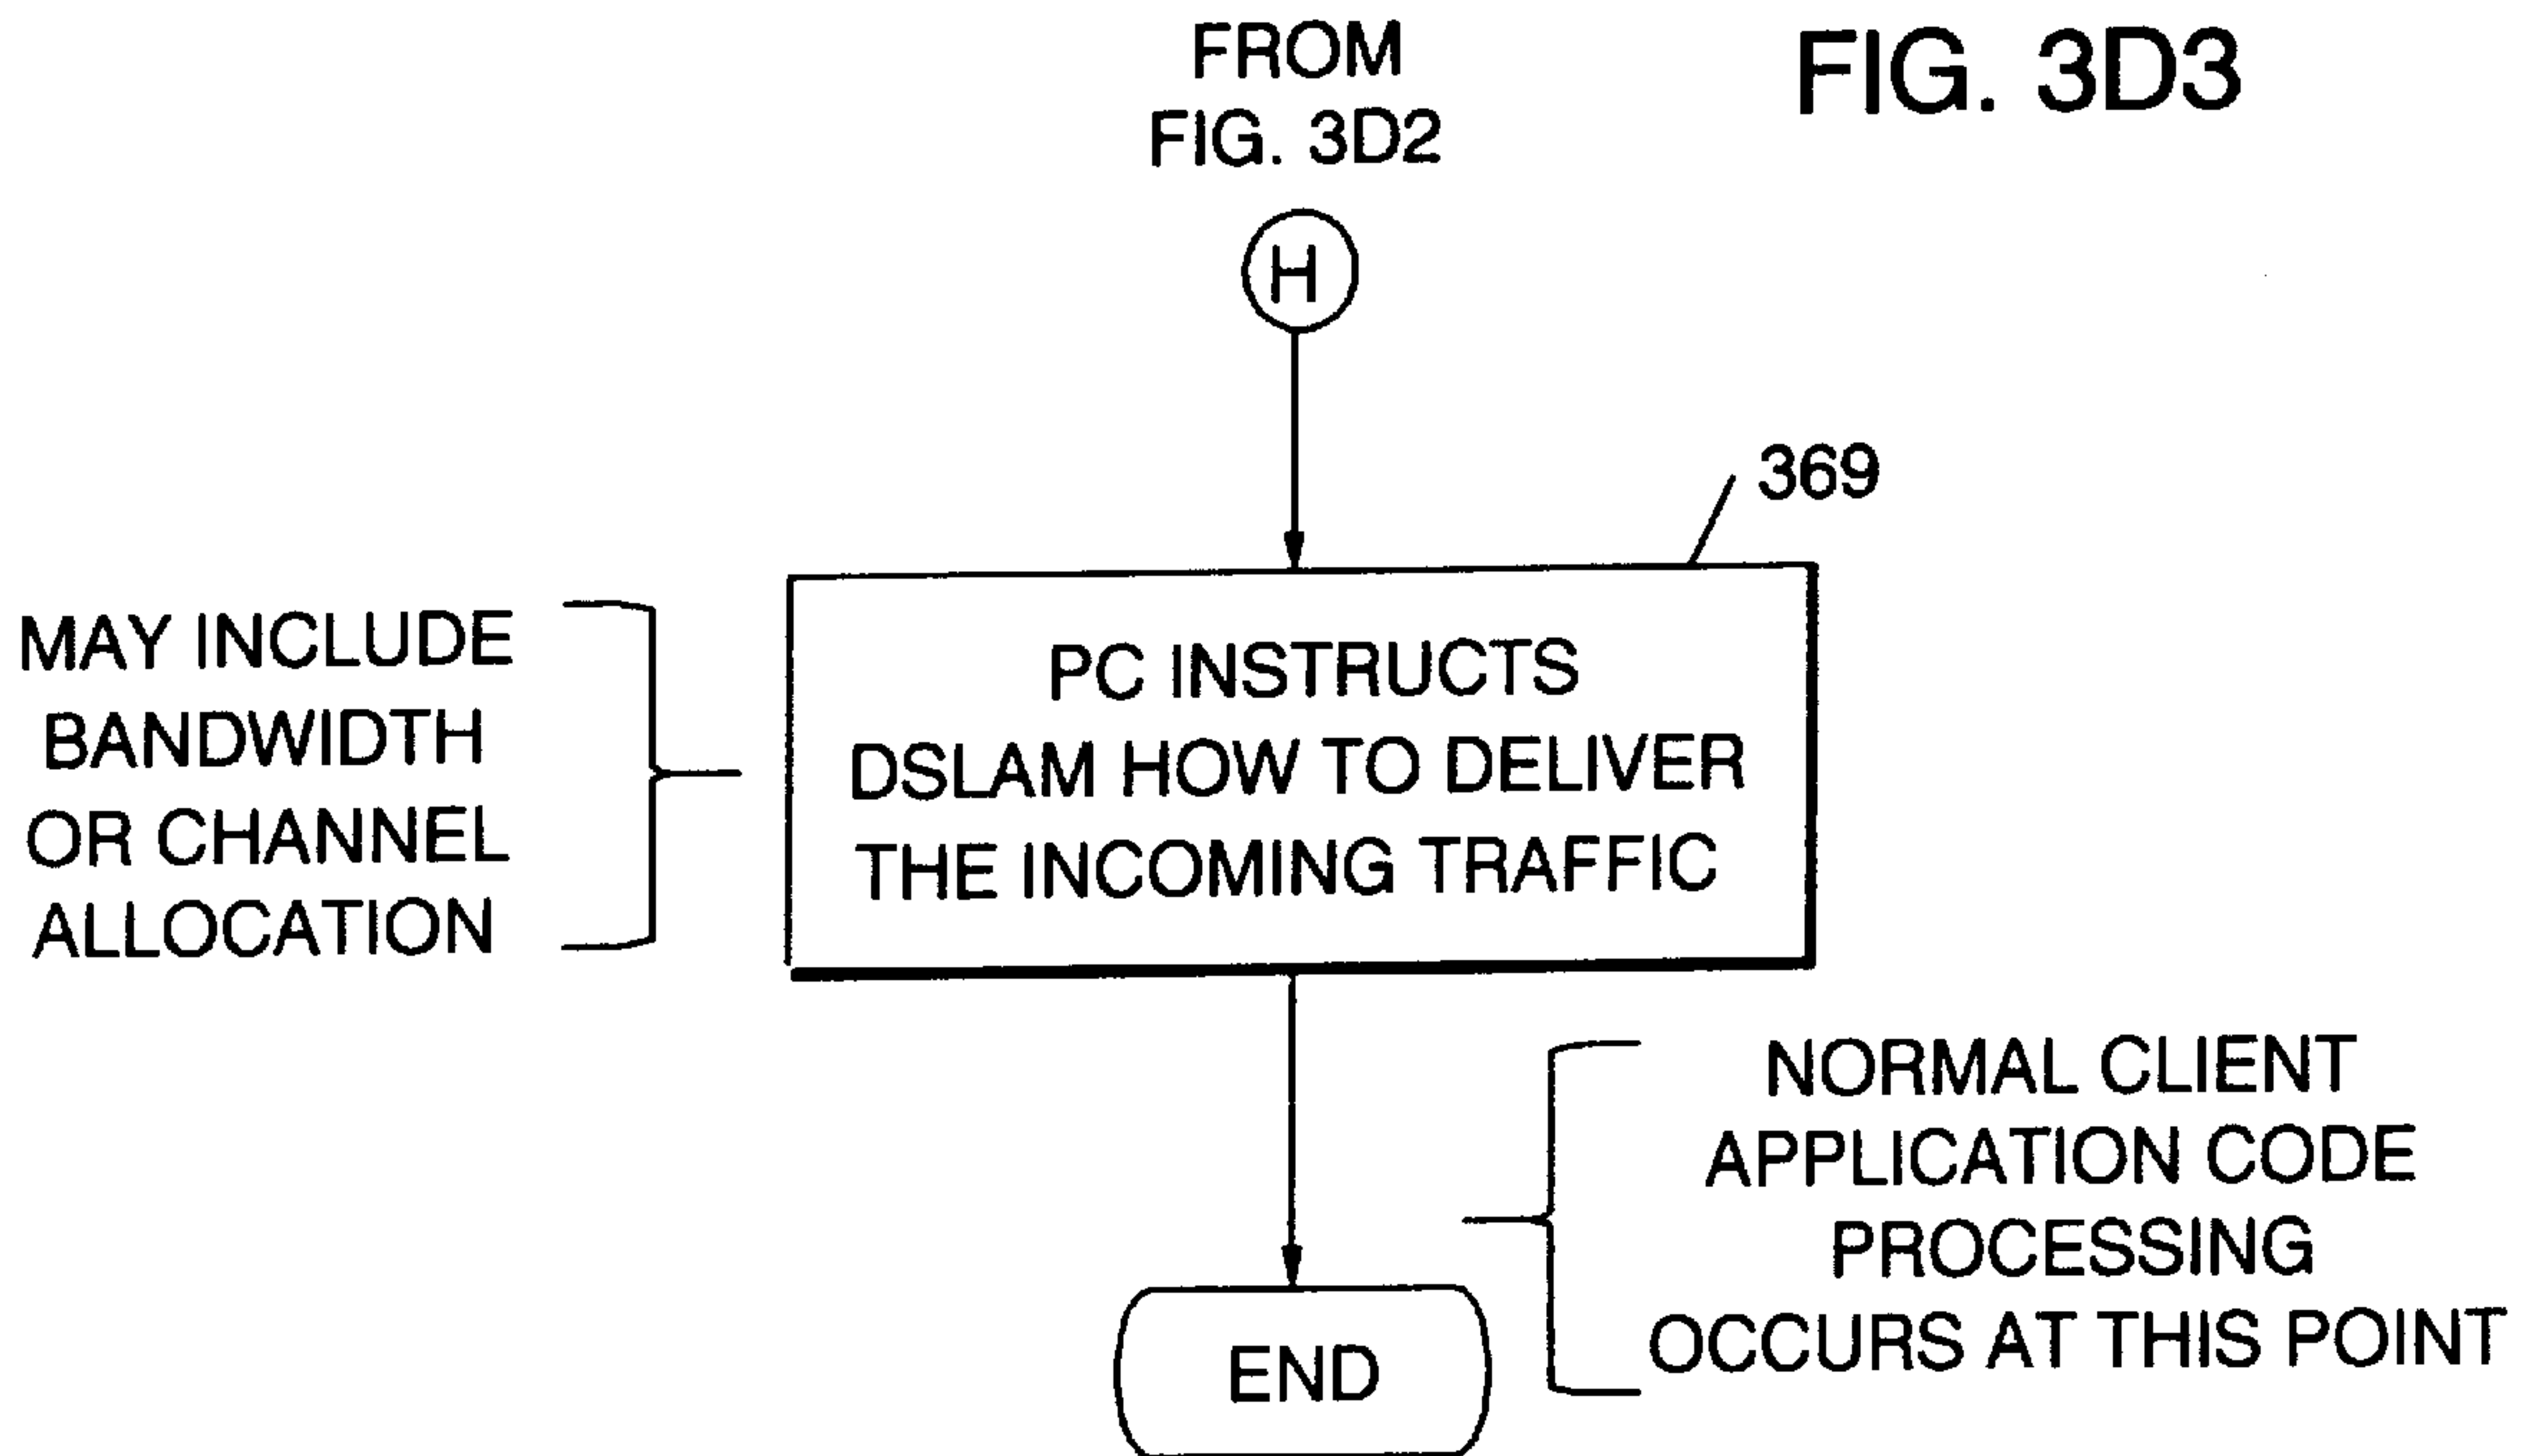 FROM
FIG. 3D2
FIG. 3D3
H
369
MAY INCLUDE
BANDWIDTH
OR CHANNEL
ALLOCATION
PC INSTRUCTS
DSLAM HOW TO DELIVER
THE INCOMING TRAFFIC
NORMAL CLIENT
APPLICATION CODE
PROCESSING
OCCURS AT THIS POINT
END